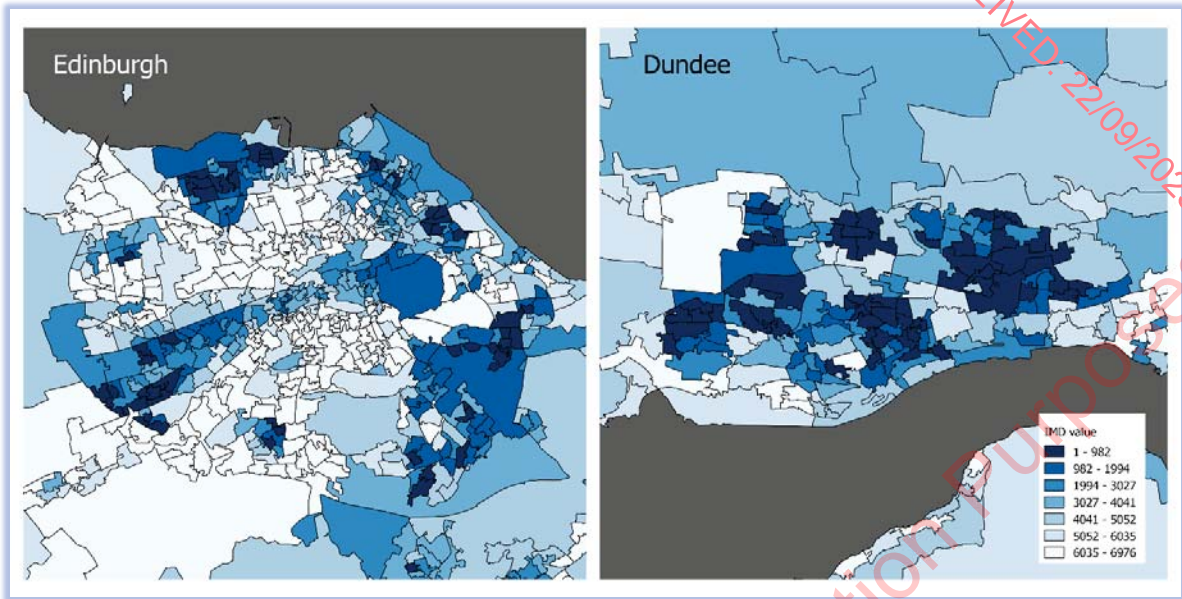 Edinburgh
Dundee
IMD value
1 - 982
982 - 1994
1994 - 3027
3027 - 4041
4041 - 5052
5052 - 6035
6035 - 6976